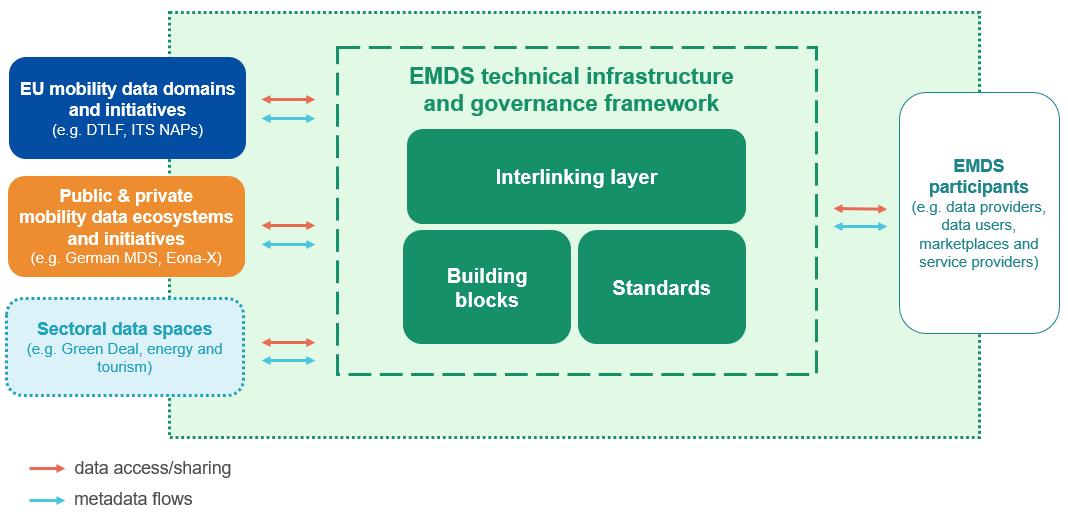 EU mobility data domains
and initiatives
(e.g. DTLF, ITS NAPs)
Public & private
mobility data ecosystems
and initiatives
(e.g. German MDS, Eona-X)
Sectoral data spaces
(e.g. Green Deal, energy and
tourism)
EMDS technical infrastructure
and governance framework
Interlinking layer
Building
blocks
Standards
EMDS
participants
(e.g. data providers,
data users,
marketplaces and
service providers)
data access/sharing
metadata flows